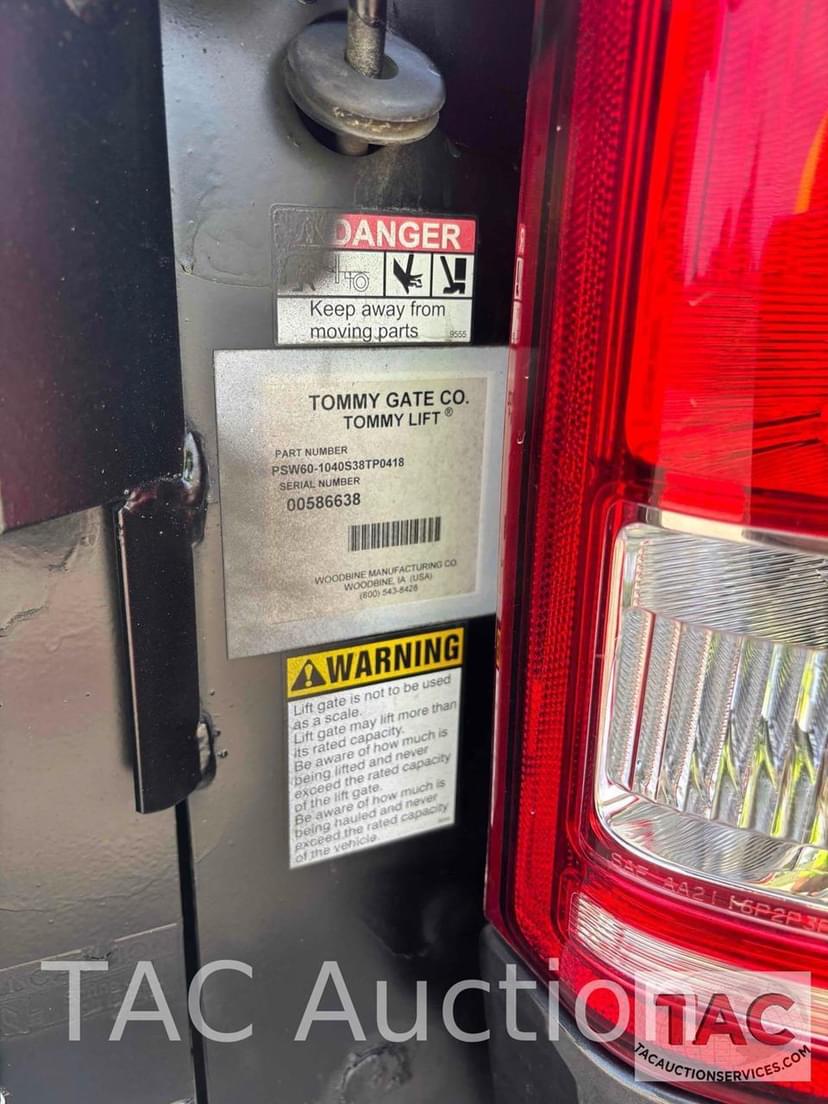 DANGER
Keep away from
moving parts
9555
TOMMY GATE CO.
TOMMY LIFT®
PART NUMBER
PSW60-1040S38TP0418
SERIAL NUMBER
00586638
WOODBINE MANUFACTURING CO.
WOODBINE, IA (USA)
(800) 543-8428
WARNING
Lift gate is not to be used
as a scale.
Lift gate may lift more than
its rated capacity.
Be aware of how much is
being lifted and never
exceed the rated capacity
of the lift gate.
Be aware of how much is
being hauled and never
exceed the rated capacity
of the vehicle.
SAE AA2I16P2P3
TAC Auction
TAC
TACAUCTIONSERVICES.COM